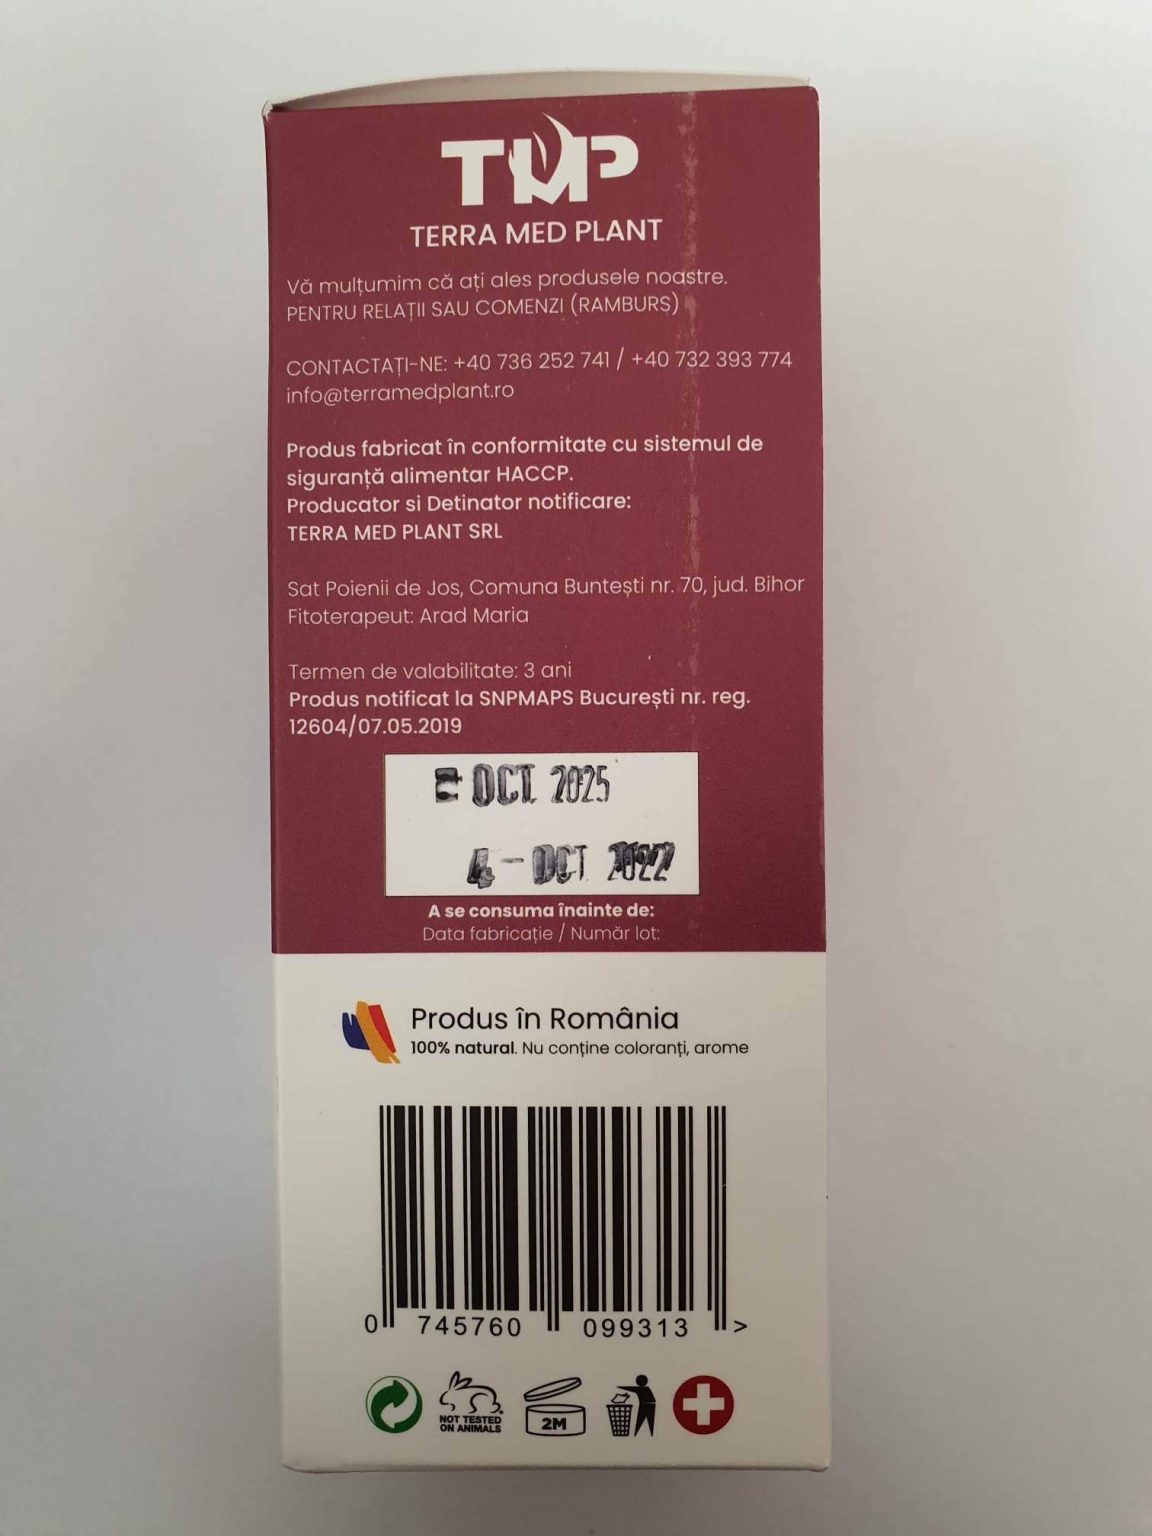 TMP
TERRA MED PLANT
Vă mulțumim că ați ales produsele noastre.
PENTRU RELAȚII SAU COMENZI (RAMBURS)
CONTACTAȚI-NE: +40 736 252 741 / +40 732 393 774
info@terramedplant.ro
Produs fabricat în conformitate cu sistemul de
siguranță alimentar HACCP.
Producator si Detinator notificare:
TERRA MED PLANT SRL
Sat Poienii de Jos, Comuna Buntești nr. 70, jud. Bihor
Fitoterapeut: Arad Maria
Termen de valabilitate: 3 ani
Produs notificat la SNPMAPS București nr. reg.
12604/07.05.2019
OCT 2025
4 - OCT 2022
A se consuma înainte de:
Data fabricație / Număr lot:
Produs în România
100% natural. Nu conține coloranți, arome
0 745760 099313 >
NOT TESTED
ON ANIMALS
2M